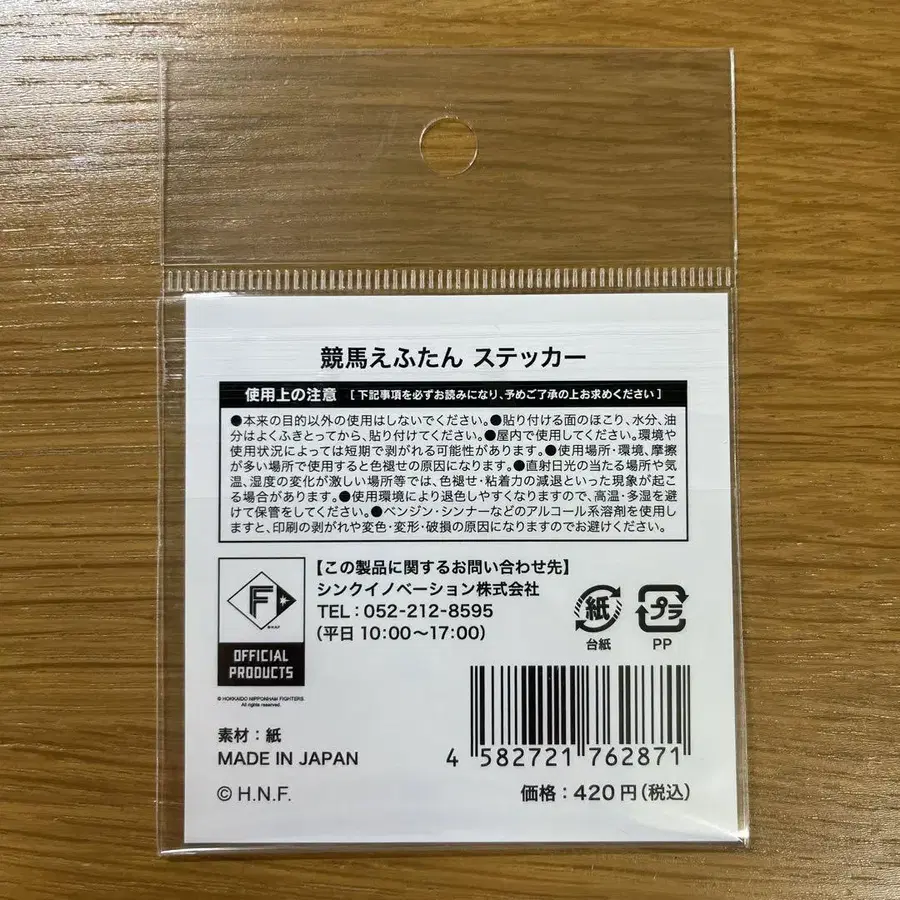 競馬えふたん ステッカー
使用上の注意 [ 下記事項を必ずお読みになり、予めご了承の上お求めください ]
●本来の目的以外の使用はしないでください。●貼り付ける面のほこり、水分、油
分はよくふきとってから、貼り付けてください。●屋内で使用してください。環境や
使用状況によっては短期で剥がれる可能性があります。●使用場所・環境、摩擦
が多い場所で使用すると色褪せの原因になります。●直射日光の当たる場所や気
温、湿度の変化が激しい場所等では、色褪せ・粘着力の減退といった現象が起こ
る場合があります。●使用環境により退色しやすくなりますので、高温・多湿を避
けて保管をしてください。●ベンジン・シンナーなどのアルコール系溶剤を使用し
ますと、印刷の剥がれや変色・変形・破損の原因になりますのでお避けください。
F
OFFICIAL
PRODUCTS
© HOKKAIDO NIPPONHAM FIGHTERS
All rights reserved.
【この製品に関するお問い合わせ先】
シンクイノベーション株式会社
TEL：052-212-8595
（平日 10:00～17:00）
紙
台紙
プラ
PP
素材：紙
MADE IN JAPAN
© H.N.F.
4 582721 762871
価格：420円（税込）